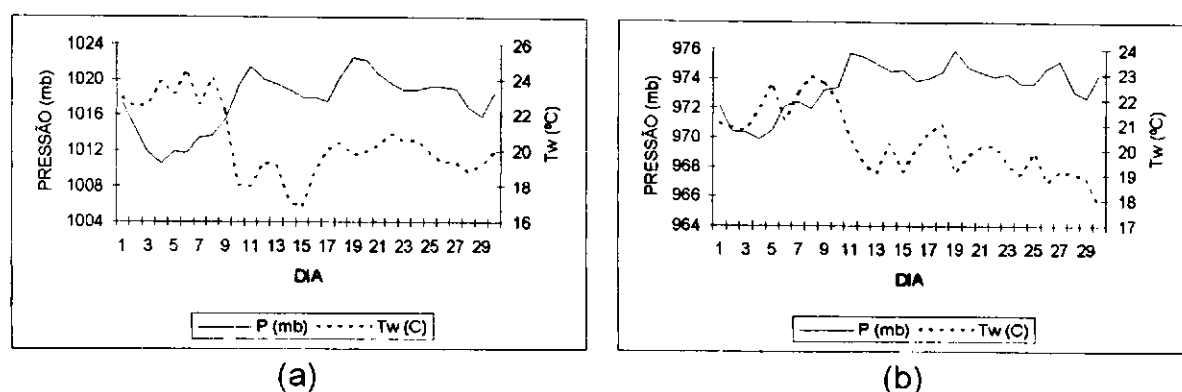 PRESSÃO (mb)
1024
1020
1016
1012
1008
1004
26
24
22
20
18
16
Tw (ºC)
1 3 5 7 9 11 13 15 17 19 21 23 25 27 29
DIA
P (mb) Tw (C)
(a)
PRESSÃO (mb)
976
974
972
970
968
966
964
24
23
22
21
20
19
18
17
Tw (ºC)
1 3 5 7 9 11 13 15 17 19 21 23 25 27 29
DIA
P (mb) Tw (C)
(b)